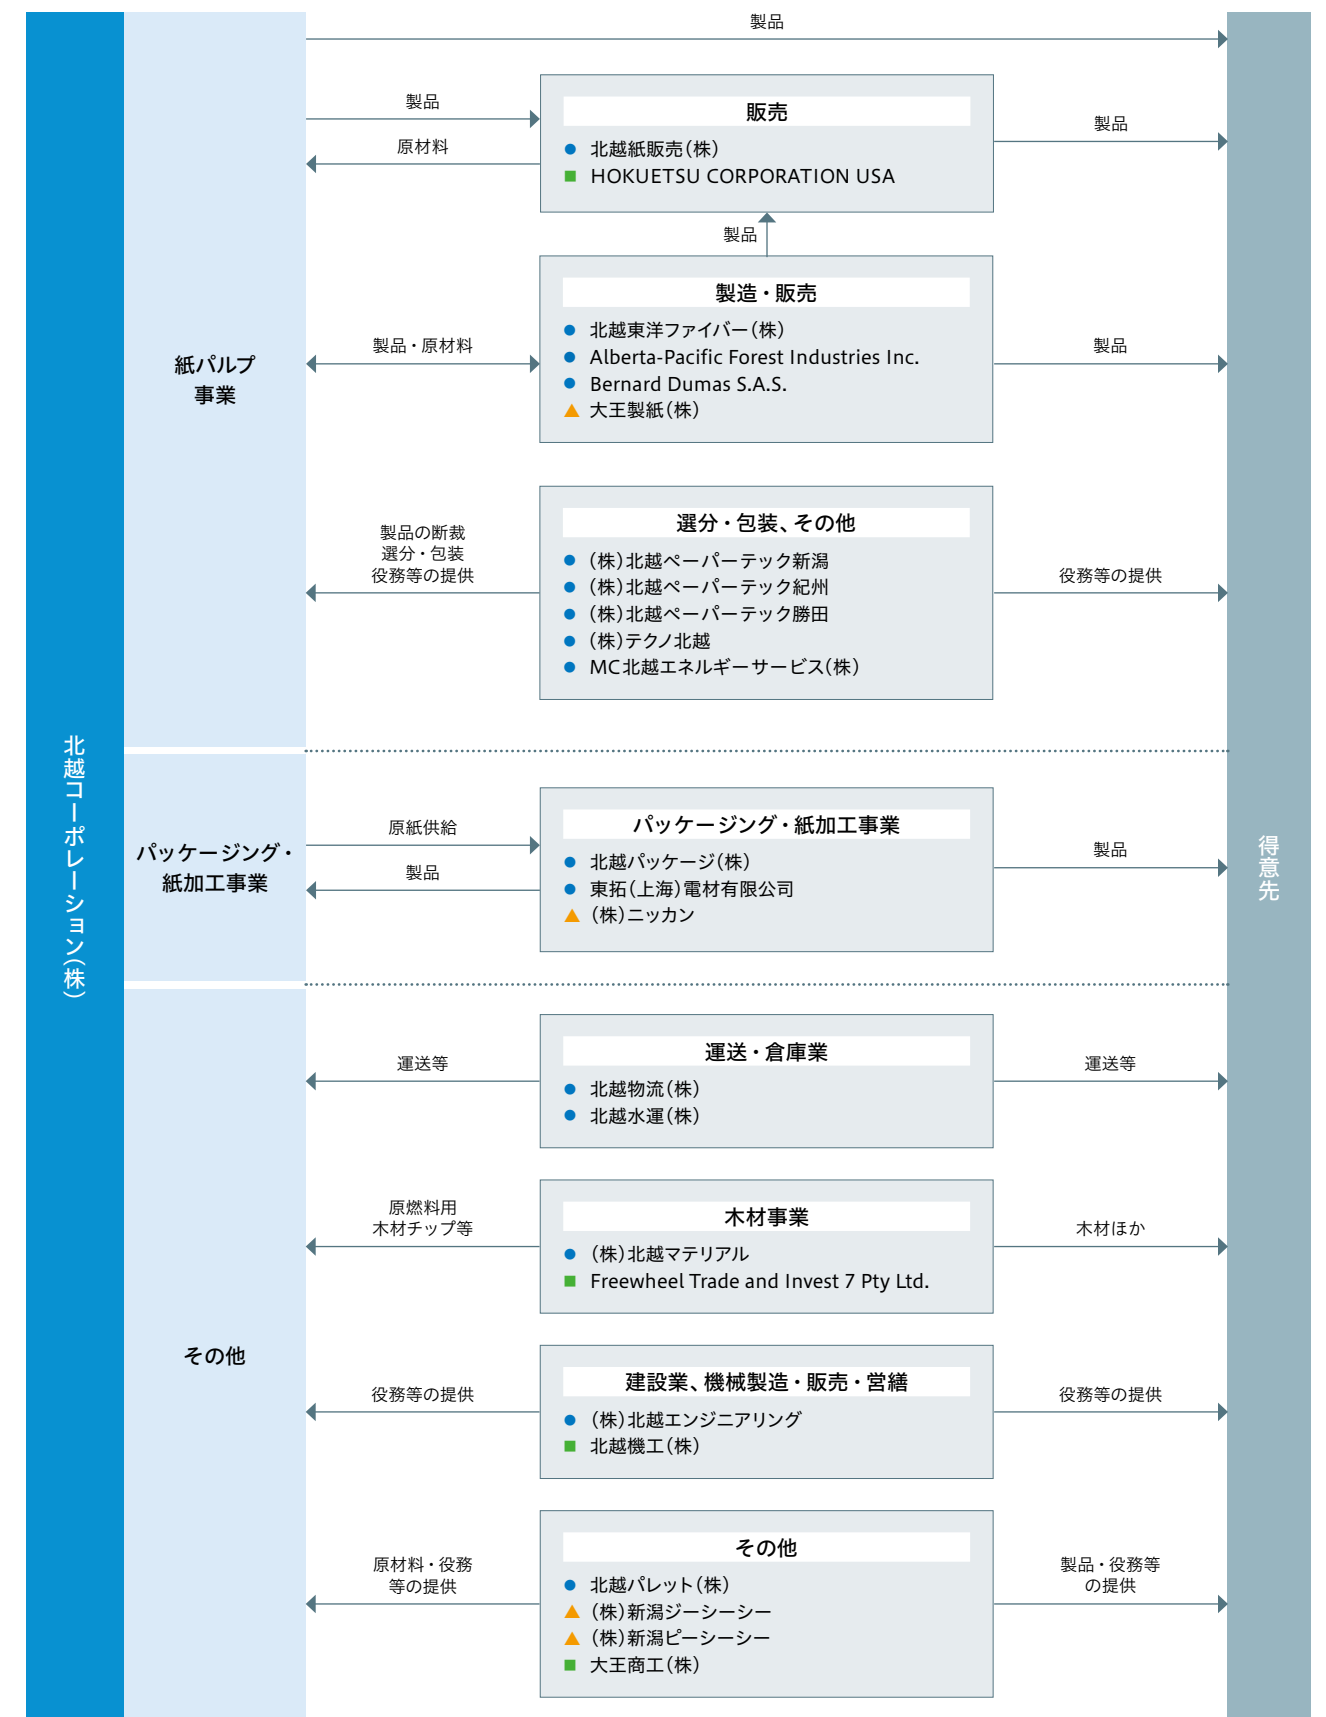 北越コーポレーション(株)
紙パルプ
事業
製品
製品
原材料
販売
● 北越紙販売(株)
■ HOKUETSU CORPORATION USA
製品
製品
製品・原材料
製造・販売
● 北越東洋ファイバー(株)
● Alberta-Pacific Forest Industries Inc.
● Bernard Dumas S.A.S.
▲ 大王製紙(株)
製品
製品の断裁
選分・包装
役務等の提供
選分・包装、その他
● (株)北越ペーパーテック新潟
● (株)北越ペーパーテック紀州
● (株)北越ペーパーテック勝田
● (株)テクノ北越
● MC北越エネルギーサービス(株)
役務等の提供
パッケージング・
紙加工事業
原紙供給
製品
パッケージング・紙加工事業
● 北越パッケージ(株)
● 東拓(上海)電材有限公司
▲ (株)ニッカン
製品
その他
運送等
運送・倉庫業
● 北越物流(株)
● 北越水運(株)
運送等
原燃料用
木材チップ等
木材事業
● (株)北越マテリアル
■ Freewheel Trade and Invest 7 Pty Ltd.
木材ほか
役務等の提供
建設業、機械製造・販売・営繕
● (株)北越エンジニアリング
■ 北越機工(株)
役務等の提供
原材料・役務
等の提供
その他
● 北越パレット(株)
▲ (株)新潟ジーシーシー
▲ (株)新潟ピーシーシー
■ 大王商工(株)
製品・役務等
の提供
得意先